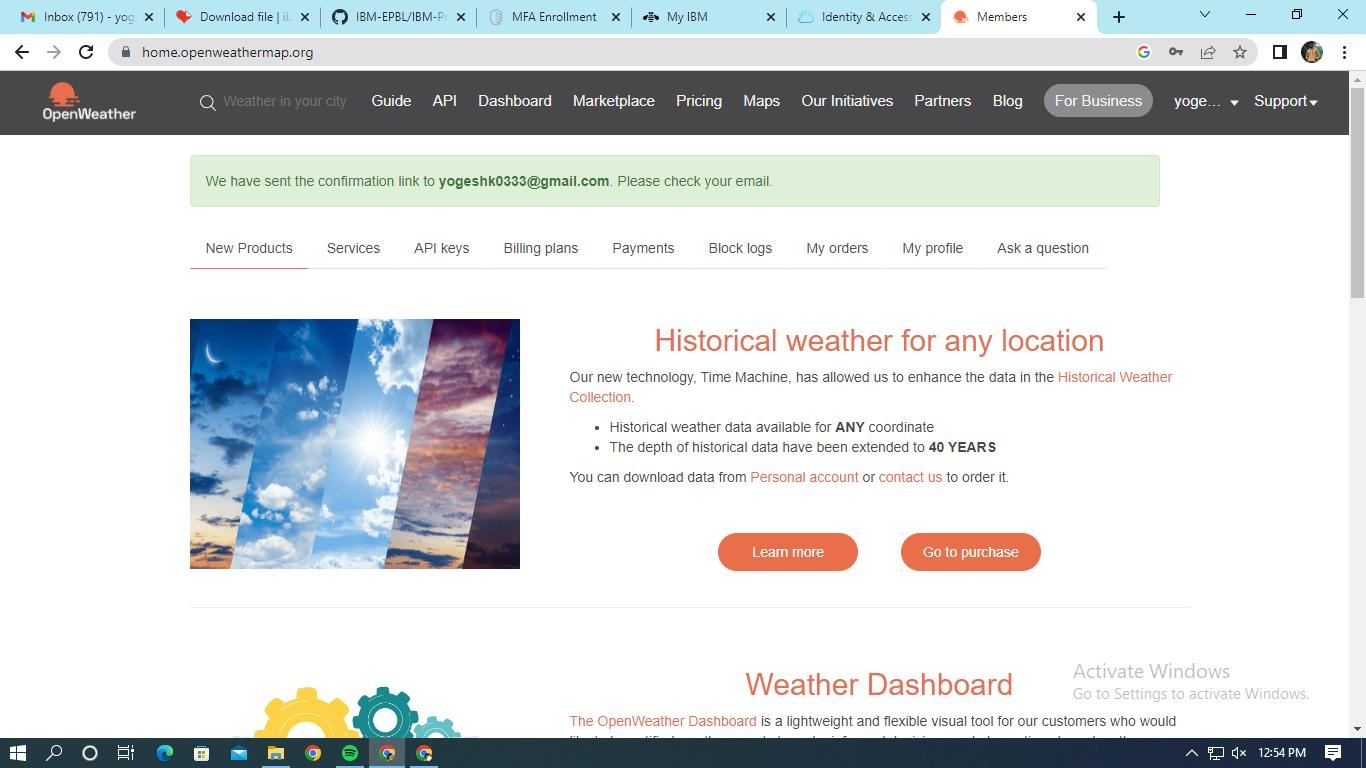 Inbox (791) - yog
Download file | iL
IBM-EPBL/IBM-Pr
MFA Enrollment
My IBM
Identity & Access
Members
home.openweathermap.org
OpenWeather
Weather in your city
Guide
API
Dashboard
Marketplace
Pricing
Maps
Our Initiatives
Partners
Blog
For Business
yoge...
Support
We have sent the confirmation link to yogeshk0333@gmail.com. Please check your email.
New Products
Services
API keys
Billing plans
Payments
Block logs
My orders
My profile
Ask a question
Historical weather for any location
Our new technology, Time Machine, has allowed us to enhance the data in the Historical Weather
Collection.
• Historical weather data available for ANY coordinate
• The depth of historical data have been extended to 40 YEARS
You can download data from Personal account or contact us to order it.
Learn more
Go to purchase
Weather Dashboard
Activate Windows
Go to Settings to activate Windows.
The OpenWeather Dashboard is a lightweight and flexible visual tool for our customers who would
12:54 PM